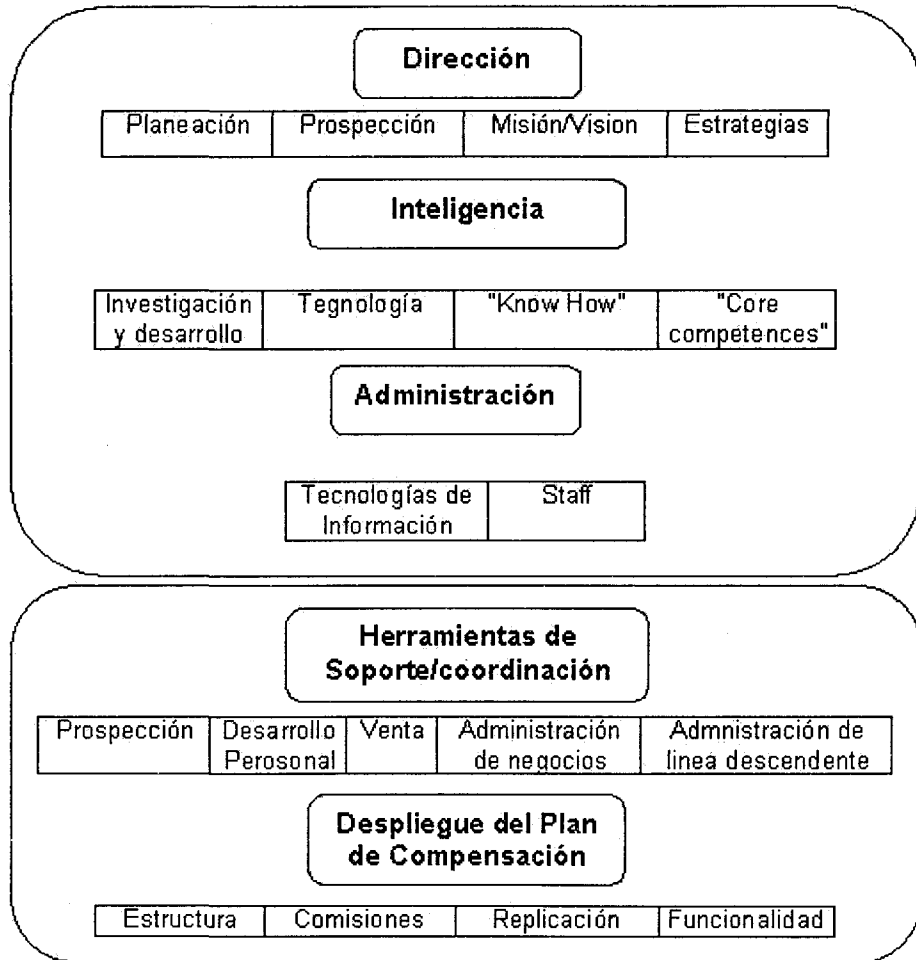 Dirección
Planeación Prospección Misión/Vision Estrategias
Inteligencia
Investigación y desarrollo Tegnología "Know How" "Core competences"
Administración
Tecnologías de Información Staff
Herramientas de
Soporte/coordinación
Prospección Desarrollo Perosonal Venta Administración de negocios Admnistración de linea descendente
Despliegue del Plan
de Compensación
Estructura Comisiones Replicación Funcionalidad